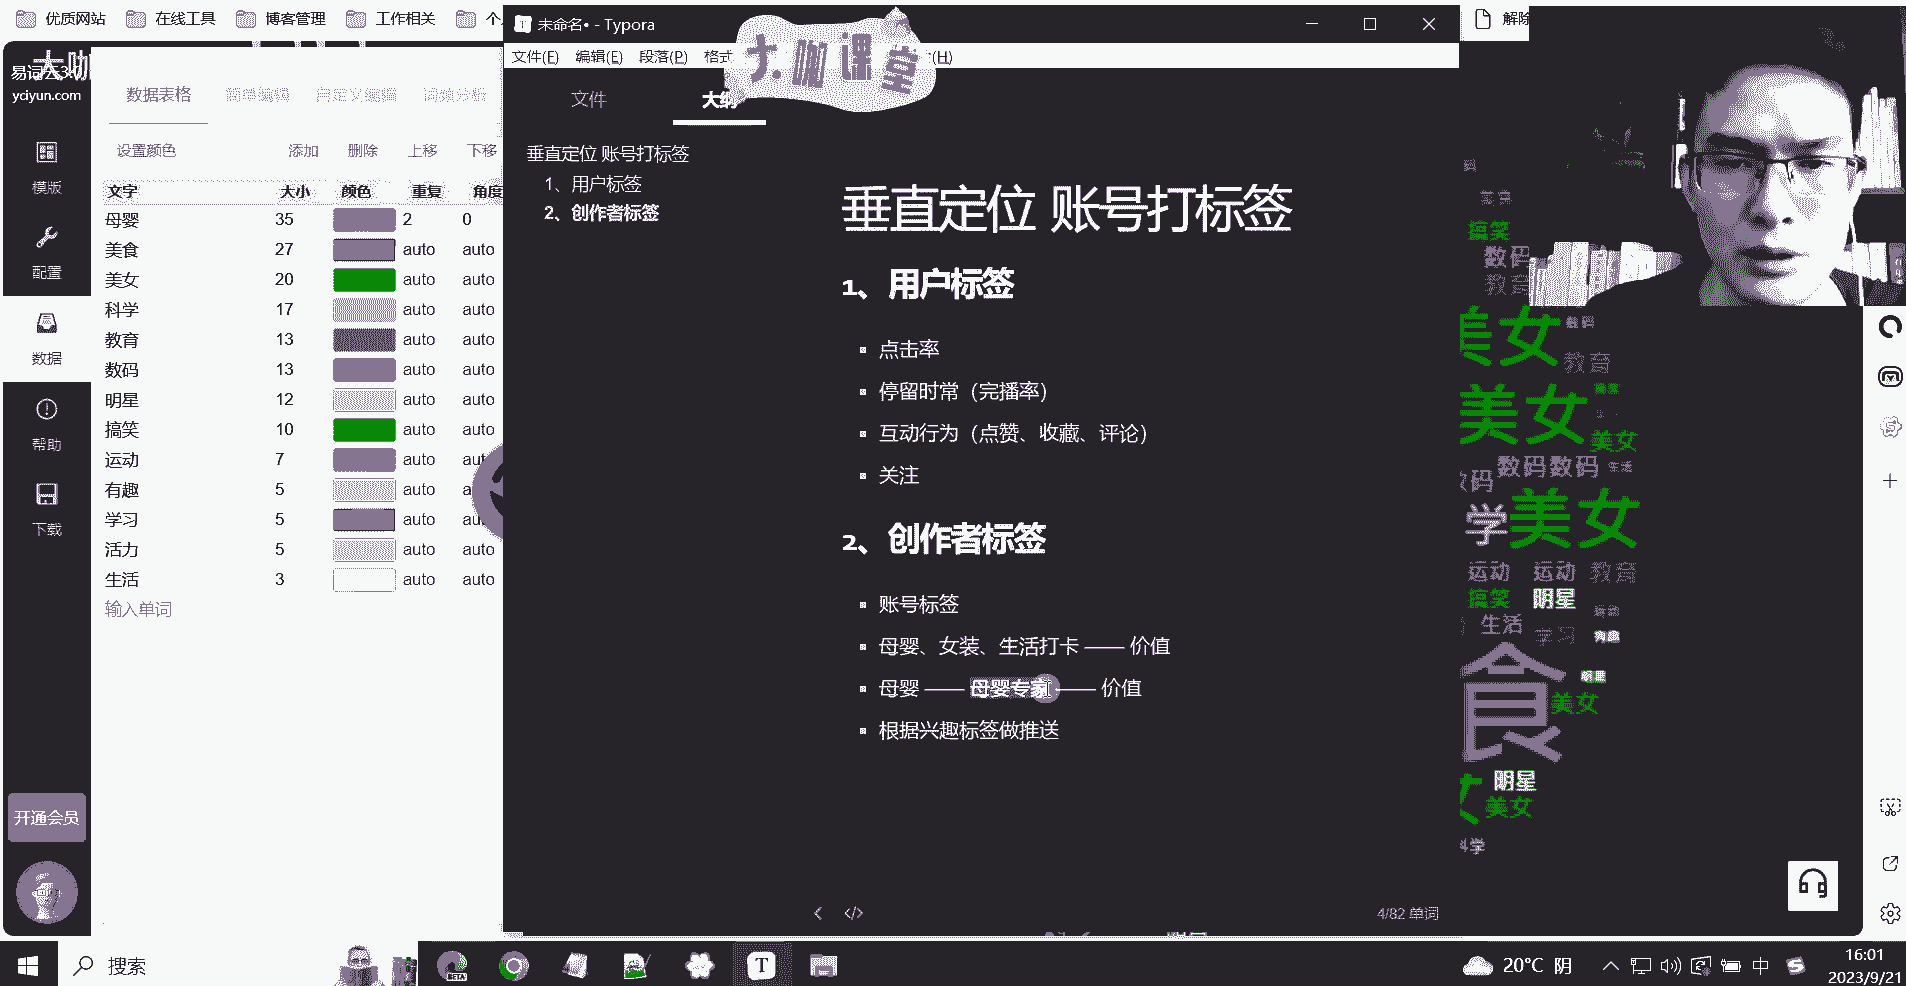 优质网站
在线工具
博客管理
工作相关
未命名• - Typora
解除
文件(F)
编辑(E)
段落(P)
格式
(H)
大咖课堂
易词云3.0
yciyun.com
模版
配置
数据
帮助
下载
开通会员
数据表格
简单编辑
自定义编辑
词频分析
设置颜色
添加
删除
上移
下移
文字 大小 颜色 重复 角度
母婴 35 2 0
美食 27 auto auto
美女 20 auto auto
科学 17 auto auto
教育 13 auto auto
数码 13 auto auto
明星 12 auto auto
搞笑 10 auto auto
运动 7 auto auto
有趣 5 auto
学习 5 auto
活力 5 auto auto
生活 3 auto auto
输入单词
文件
大纲
垂直定位 账号打标签
1、用户标签
2、创作者标签
垂直定位 账号打标签
1、用户标签
点击率
停留时常（完播率）
互动行为（点赞、收藏、评论）
关注
2、创作者标签
账号标签
母婴、女装、生活打卡 —— 价值
母婴 —— 母婴专家 —— 价值
根据兴趣标签做推送
4/82 单词
搞笑
数码
教育
美女
数码
教育
美女
美女
数码 数码
学 美女
运动 运动 教育
搞笑 明星
生活
学习 有趣
食
明星
美女
明星
美女
科学
搜索
20°C 阴
中
16:01
2023/9/21